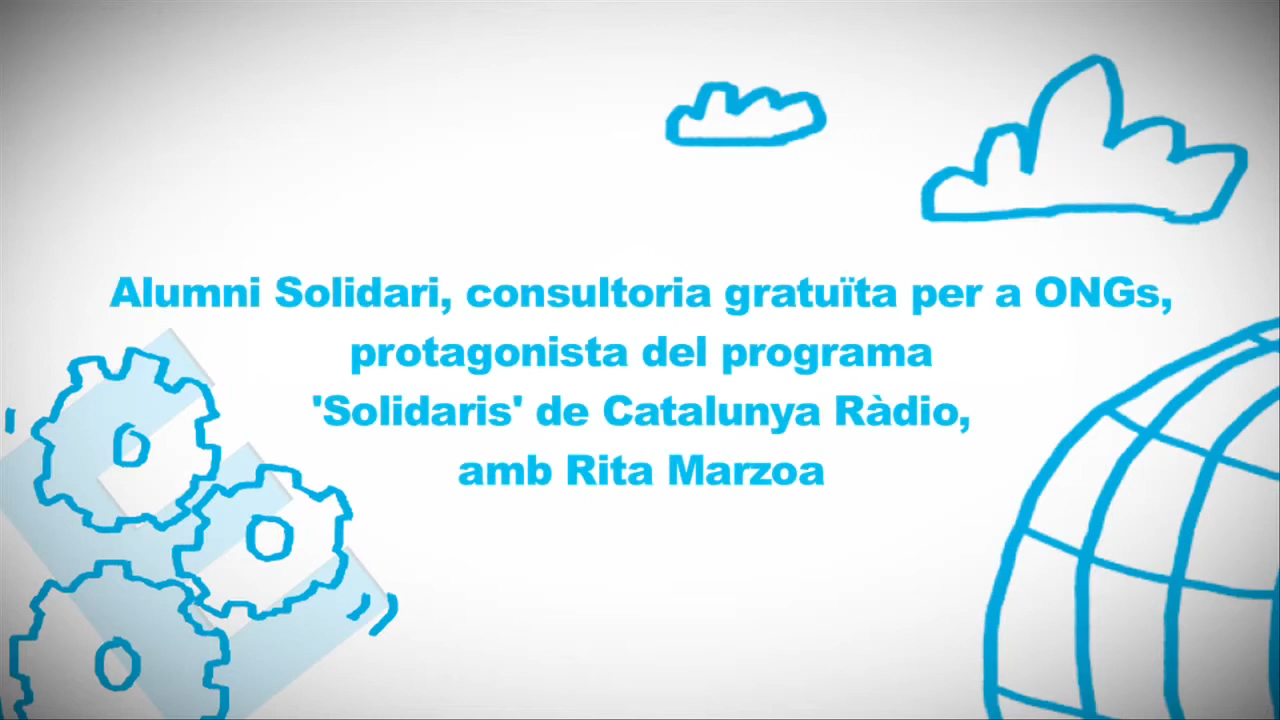 Alumni Solidari, consultoria gratuïta per a ONGs,
protagonista del programa
'Solidaris' de Catalunya Ràdio,
amb Rita Marzoa